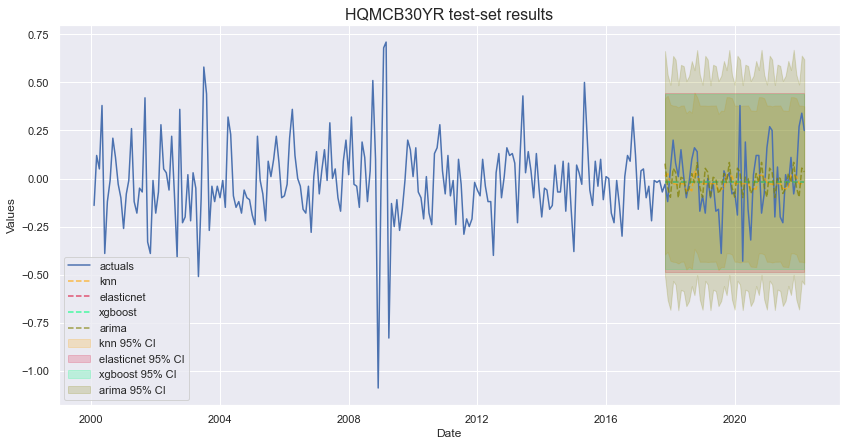 HQMCB30YR test-set results
0.75
0.50
0.25
0.00
−0.25
−0.50
−0.75
−1.00
Values
actuals
knn
elasticnet
xgboost
arima
knn 95% CI
elasticnet 95% CI
xgboost 95% CI
arima 95% CI
2000
2004
2008
2012
2016
2020
Date